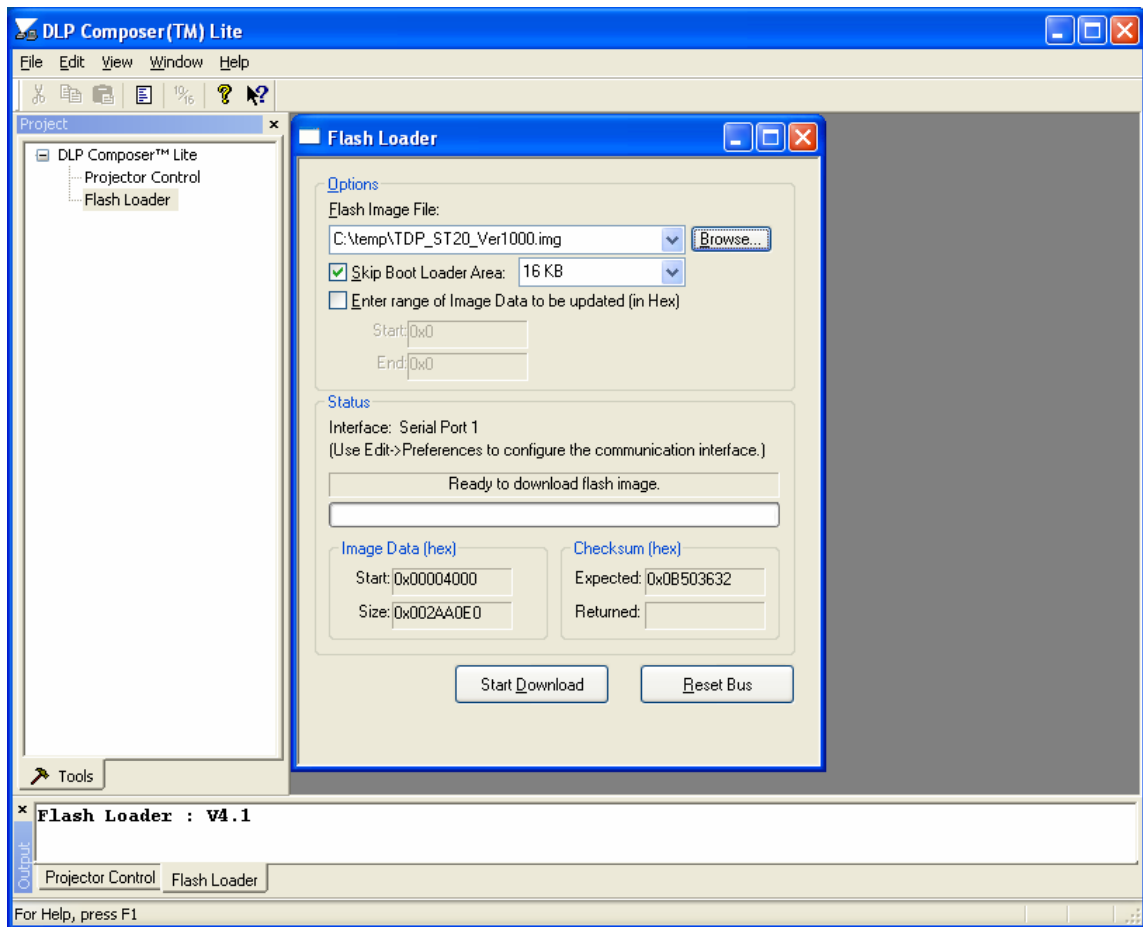 DLP Composer(TM) Lite
File Edit View Window Help
10/16
Project
DLP Composer™ Lite
Projector Control
Flash Loader
Tools
Flash Loader
Options
Flash Image File:
C:\temp\TDP_ST20_Ver1000.img
Browse...
Skip Boot Loader Area: 16 KB
Enter range of Image Data to be updated (in Hex)
Start: 0x0
End: 0x0
Status
Interface: Serial Port 1
(Use Edit->Preferences to configure the communication interface.)
Ready to download flash image.
Image Data (hex)
Start: 0x00004000
Size: 0x002AA0E0
Checksum (hex)
Expected: 0x0B503632
Returned:
Start Download
Reset Bus
Output
Flash Loader : V4.1
Projector Control
Flash Loader
For Help, press F1